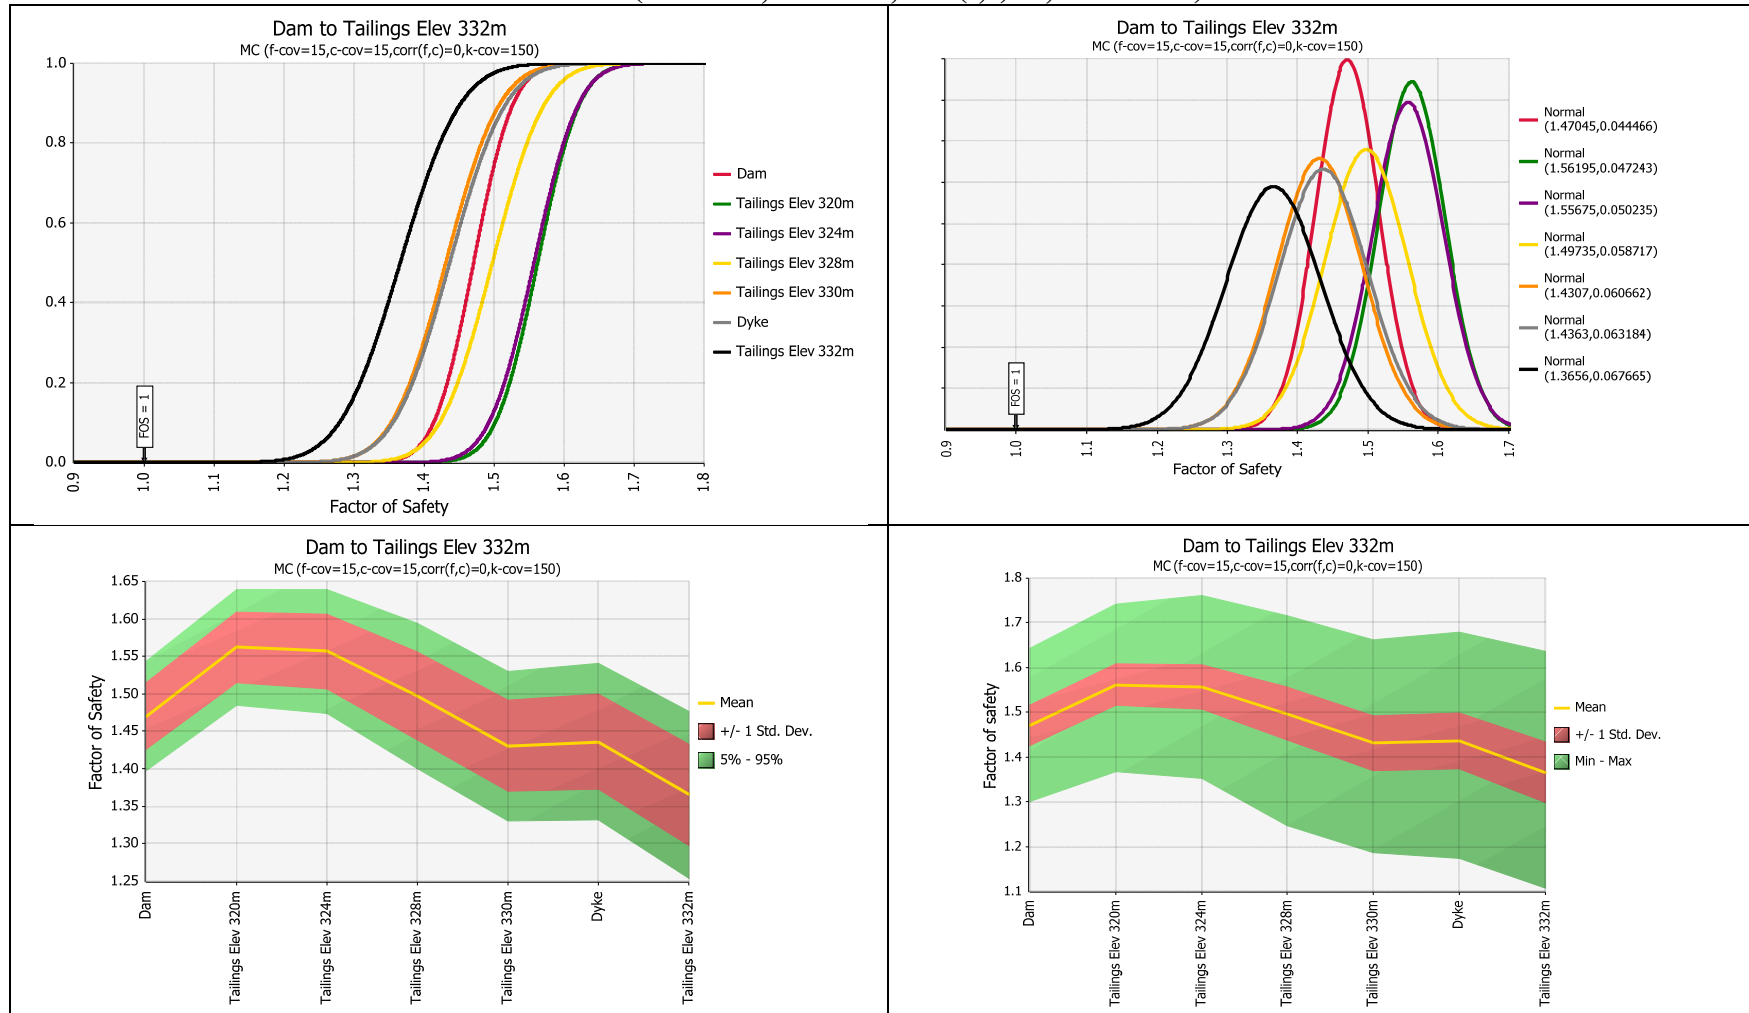 Dam to Tailings Elev 332m
MC (f-cov=15,c-cov=15,corr(f,c)=0,k-cov=150)
1.0
0.8
0.6
0.4
0.2
0.0
FOS = 1
0.9
1.0
1.1
1.2
1.3
1.4
1.5
1.6
1.7
1.8
Factor of Safety
Dam
Tailings Elev 320m
Tailings Elev 324m
Tailings Elev 328m
Tailings Elev 330m
Dyke
Tailings Elev 332m
Dam to Tailings Elev 332m
MC (f-cov=15,c-cov=15,corr(f,c)=0,k-cov=150)
FOS = 1
0.9
1.0
1.1
1.2
1.3
1.4
1.5
1.6
1.7
Factor of Safety
Normal
(1.47045,0.044466)
Normal
(1.56195,0.047243)
Normal
(1.55675,0.050235)
Normal
(1.49735,0.058717)
Normal
(1.4307,0.060662)
Normal
(1.4363,0.063184)
Normal
(1.3656,0.067665)
Dam to Tailings Elev 332m
MC (f-cov=15,c-cov=15,corr(f,c)=0,k-cov=150)
Factor of Safety
1.65
1.60
1.55
1.50
1.45
1.40
1.35
1.30
1.25
Dam
Tailings Elev 320m
Tailings Elev 324m
Tailings Elev 328m
Tailings Elev 330m
Dyke
Tailings Elev 332m
Mean
+/- 1 Std. Dev.
5% - 95%
Dam to Tailings Elev 332m
MC (f-cov=15,c-cov=15,corr(f,c)=0,k-cov=150)
Factor of safety
1.8
1.7
1.6
1.5
1.4
1.3
1.2
1.1
Dam
Tailings Elev 320m
Tailings Elev 324m
Tailings Elev 328m
Tailings Elev 330m
Dyke
Tailings Elev 332m
Mean
+/- 1 Std. Dev.
Min - Max